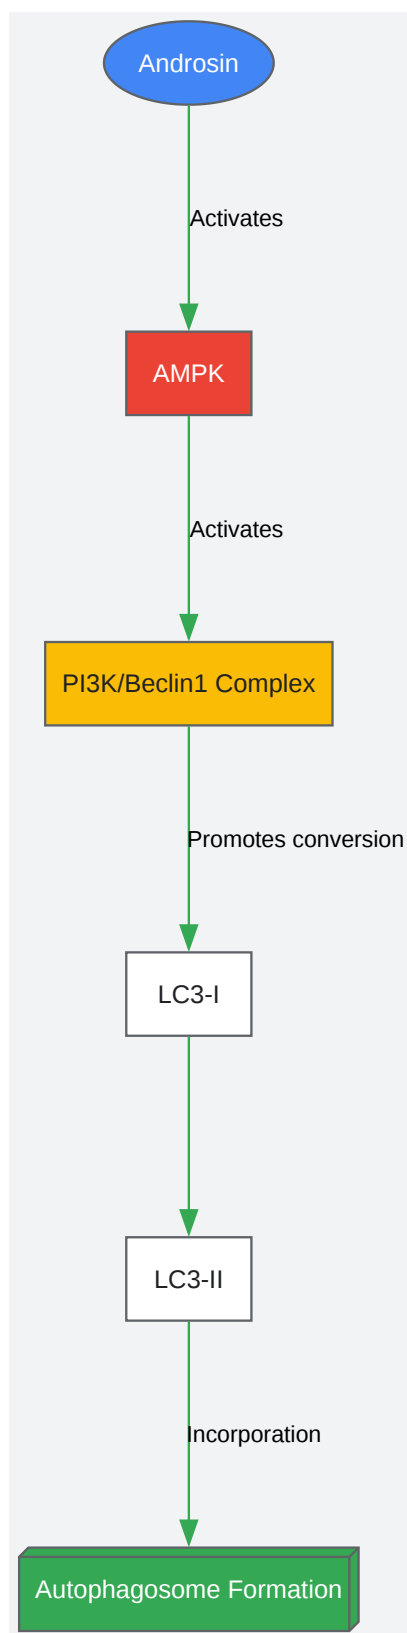 Androsin
Activates
AMPK
Activates
PI3K/Beclin1 Complex
Promotes conversion
LC3-I
LC3-II
Incorporation
Autophagosome Formation